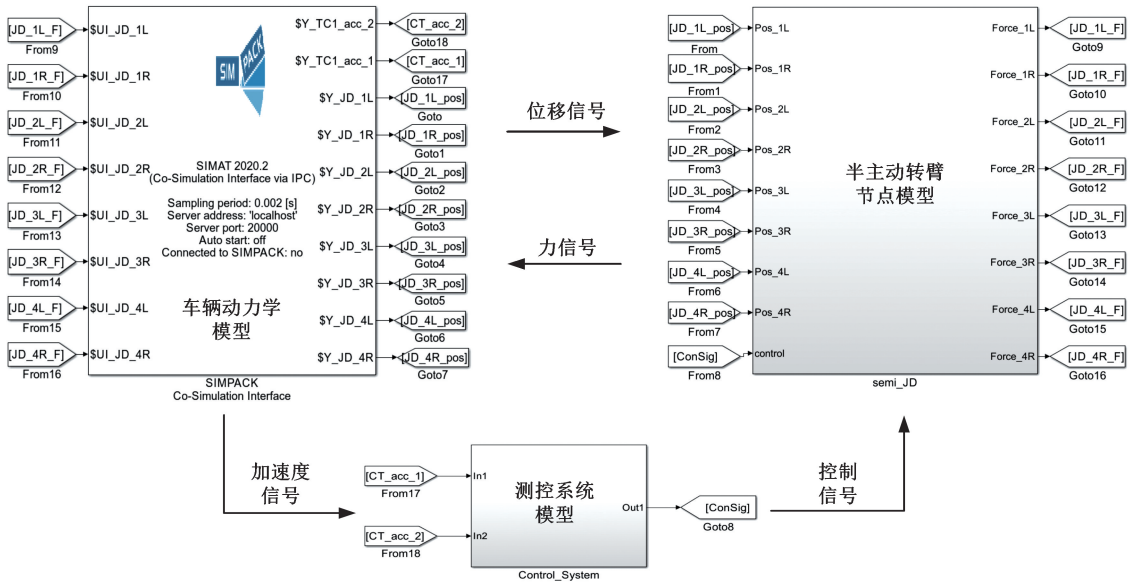 [JD_1L_F]
From9
[JD_1R_F]
From10
[JD_2L_F]
From11
[JD_2R_F]
From12
[JD_3L_F]
From13
[JD_3R_F]
From14
[JD_4L_F]
From15
[JD_4R_F]
From16
$UI_JD_1L
$UI_JD_1R
$UI_JD_2L
$UI_JD_2R
$UI_JD_3L
$UI_JD_3R
$UI_JD_4L
$UI_JD_4R
SIMPACK
SIMAT 2020.2
(Co-Simulation Interface via IPC)
Sampling period: 0.002 [s]
Server address: 'localhost'
Server port: 20000
Auto start: off
Connected to SIMPACK: no
车辆动力学
模型
$Y_TC1_acc_2
$Y_TC1_acc_1
$Y_JD_1L
$Y_JD_1R
$Y_JD_2L
$Y_JD_2R
$Y_JD_3L
$Y_JD_3R
$Y_JD_4L
$Y_JD_4R
[CT_acc_2]
Goto18
[CT_acc_1]
Goto17
[JD_1L_pos]
Goto
[JD_1R_pos]
Goto1
[JD_2L_pos]
Goto2
[JD_2R_pos]
Goto3
[JD_3L_pos]
Goto4
[JD_3R_pos]
Goto5
[JD_4L_pos]
Goto6
[JD_4R_pos]
Goto7
SIMPACK
Co-Simulation Interface
位移信号
力信号
[JD_1L_pos]
From
[JD_1R_pos]
From1
[JD_2L_pos]
From2
[JD_2R_pos]
From3
[JD_3L_pos]
From4
[JD_3R_pos]
From5
[JD_4L_pos]
From6
[JD_4R_pos]
From7
[ConSig]
From8
Pos_1L
Pos_1R
Pos_2L
Pos_2R
Pos_3L
Pos_3R
Pos_4L
Pos_4R
control
半主动转臂
节点模型
Force_1L
Force_1R
Force_2L
Force_2R
Force_3L
Force_3R
Force_4L
Force_4R
[JD_1L_F]
Goto9
[JD_1R_F]
Goto10
[JD_2L_F]
Goto11
[JD_2R_F]
Goto12
[JD_3L_F]
Goto13
[JD_3R_F]
Goto14
[JD_4L_F]
Goto15
[JD_4R_F]
Goto16
semi_JD
加速度
信号
[CT_acc_1]
From17
[CT_acc_2]
From18
In1
In2
测控系统
模型
Out1
Control_System
[ConSig]
Goto8
控制
信号